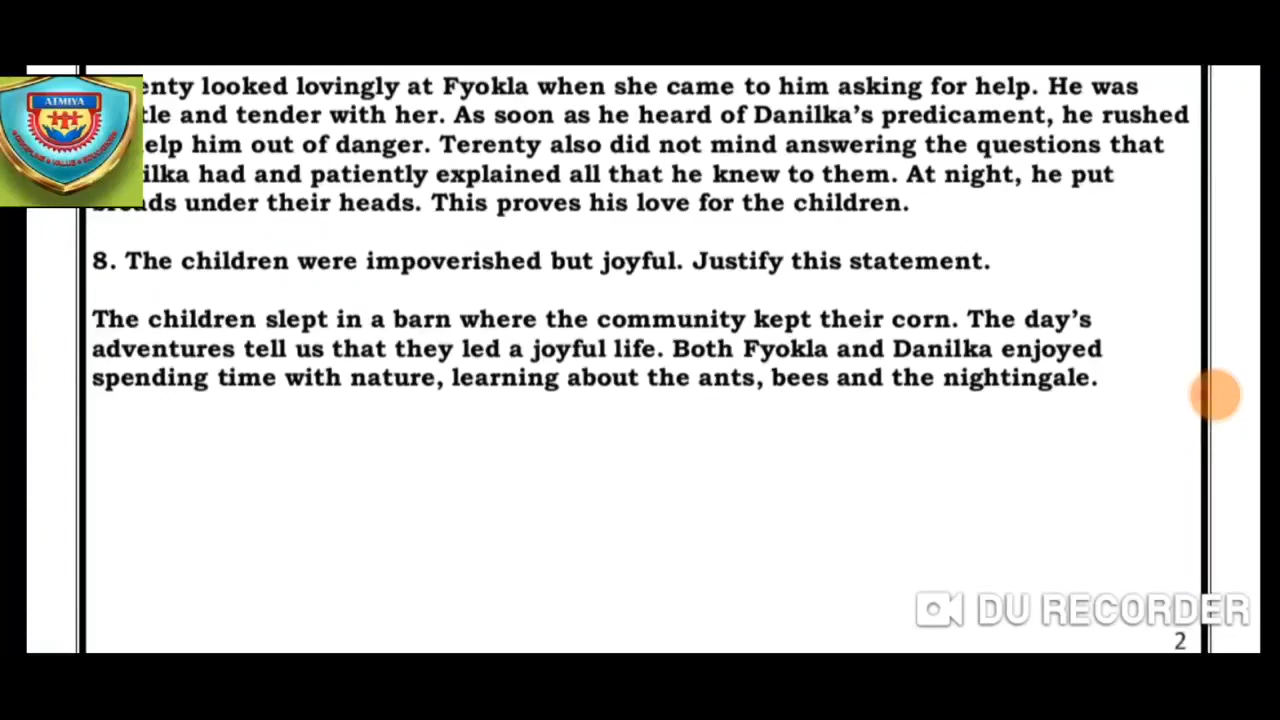 enty looked lovingly at Fyokla when she came to him asking for help. He was
tle and tender with her. As soon as he heard of Danilka's predicament, he rushed
elp him out of danger. Terenty also did not mind answering the questions that
ilka had and patiently explained all that he knew to them. At night, he put
under their heads. This proves his love for the children.
8. The children were impoverished but joyful. Justify this statement.
The children slept in a barn where the community kept their corn. The day's
adventures tell us that they led a joyful life. Both Fyokla and Danilka enjoyed
spending time with nature, learning about the ants, bees and the nightingale.
ATMIYA
DU RECORDER
2